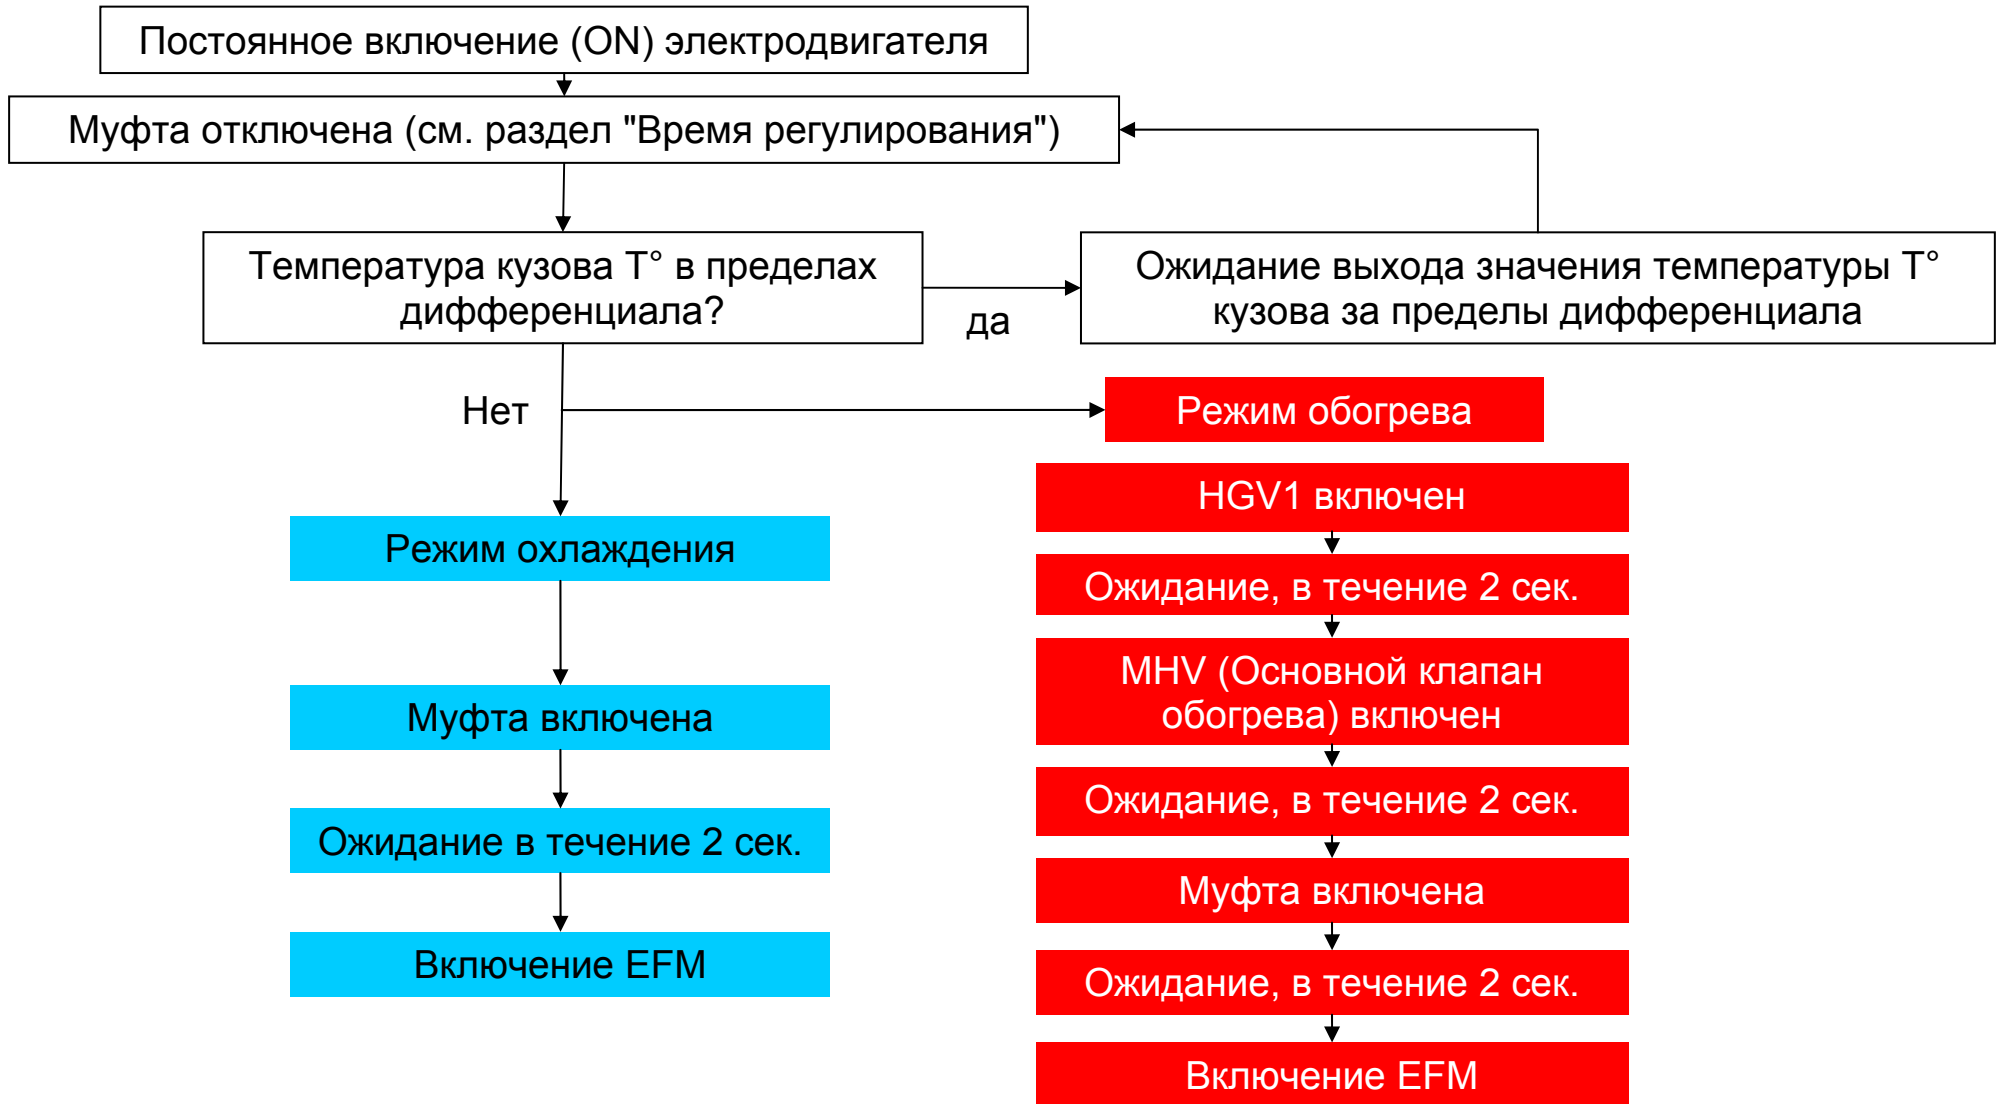 Постоянное включение (ON) электродвигателя
Муфта отключена (см. раздел "Время регулирования")
Температура кузова T° в пределах
дифференциала?
да
Ожидание выхода значения температуры T°
кузова за пределы дифференциала
Нет
Режим обогрева
HGV1 включен
Режим охлаждения
Ожидание, в течение 2 сек.
MHV (Основной клапан
обогрева) включен
Муфта включена
Ожидание, в течение 2 сек.
Ожидание в течение 2 сек.
Муфта включена
Включение EFM
Ожидание, в течение 2 сек.
Включение EFM